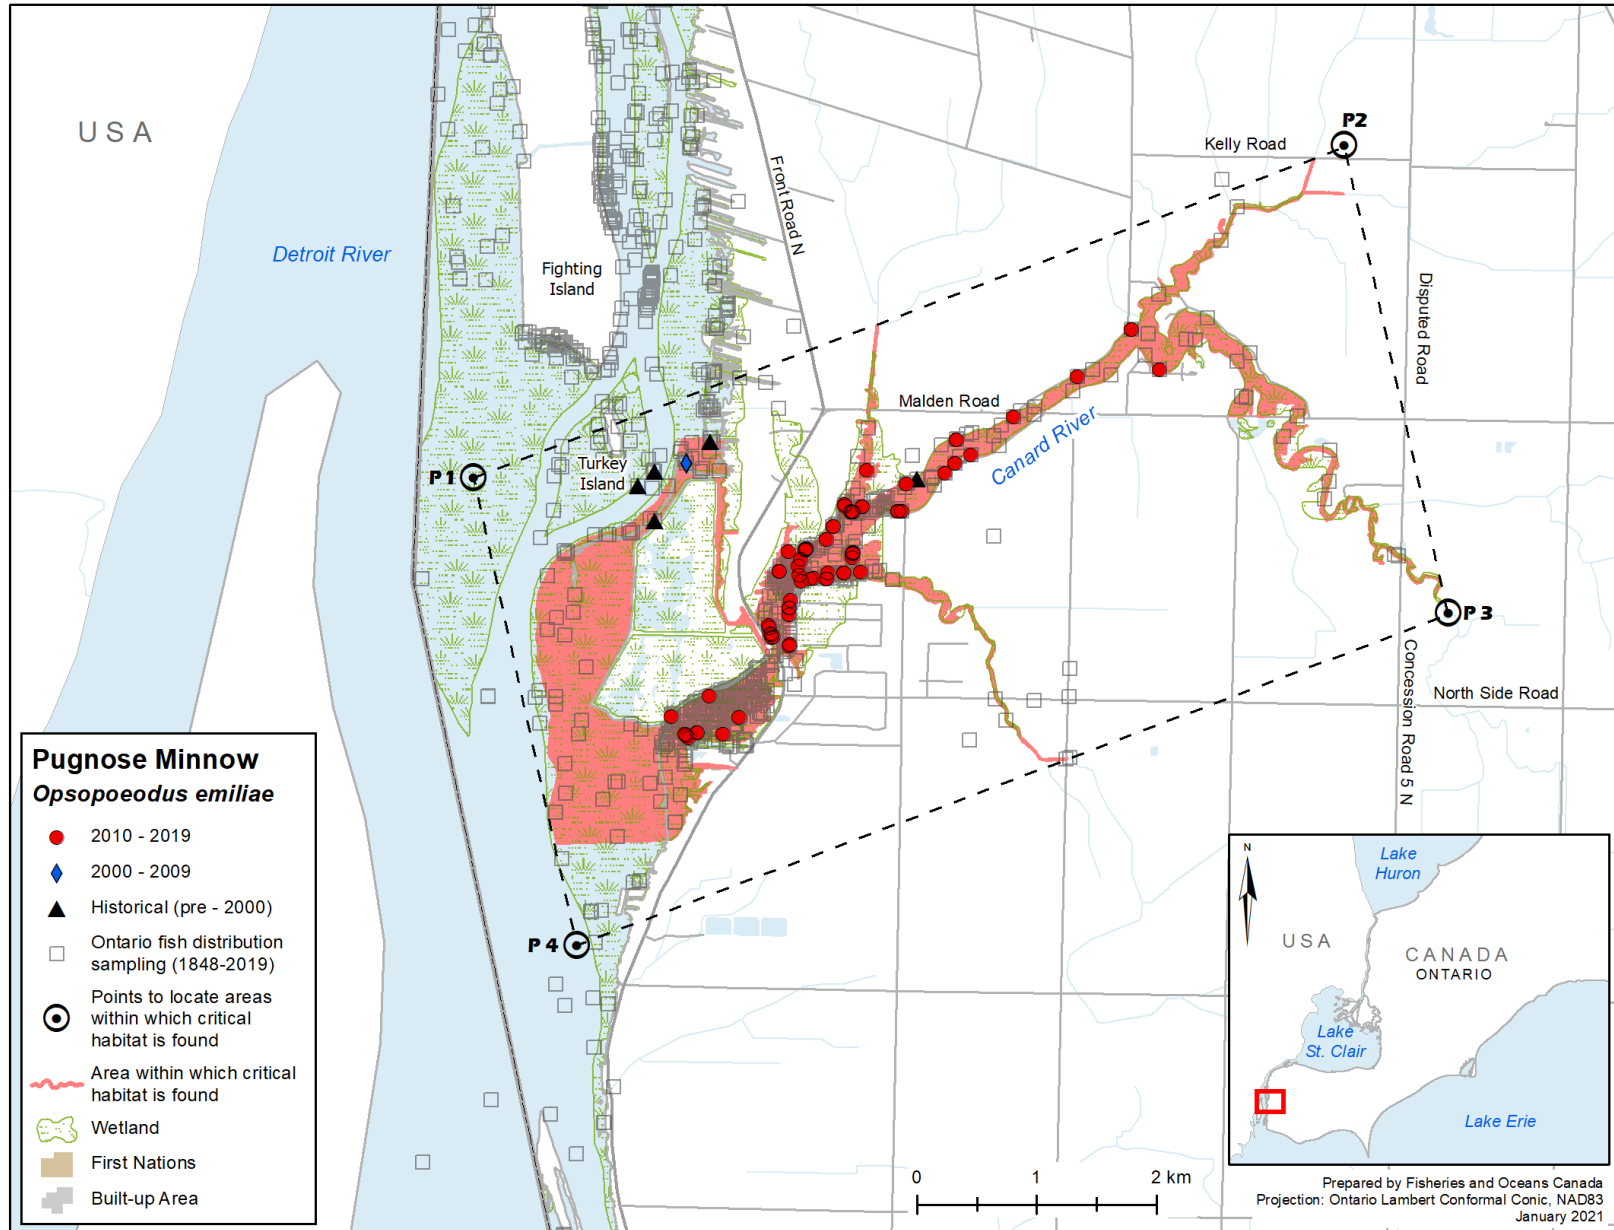 USA
Detroit River
Fighting
Island
Front Road N
P2
Kelly Road
Disputed Road
Malden Road
Canard River
P1
Turkey
Island
P 3
Concession Road 5 N
North Side Road
P 4
Pugnose Minnow
Opsopoeodus emiliae
2010 - 2019
2000 - 2009
Historical (pre - 2000)
Ontario fish distribution
sampling (1848-2019)
Points to locate areas
within which critical
habitat is found
Area within which critical
habitat is found
Wetland
First Nations
Built-up Area
N
Lake
Huron
USA
CANADA
ONTARIO
Lake
St. Clair
Lake Erie
0 1 2 km
Prepared by Fisheries and Oceans Canada
Projection: Ontario Lambert Conformal Conic, NAD83
January 2021